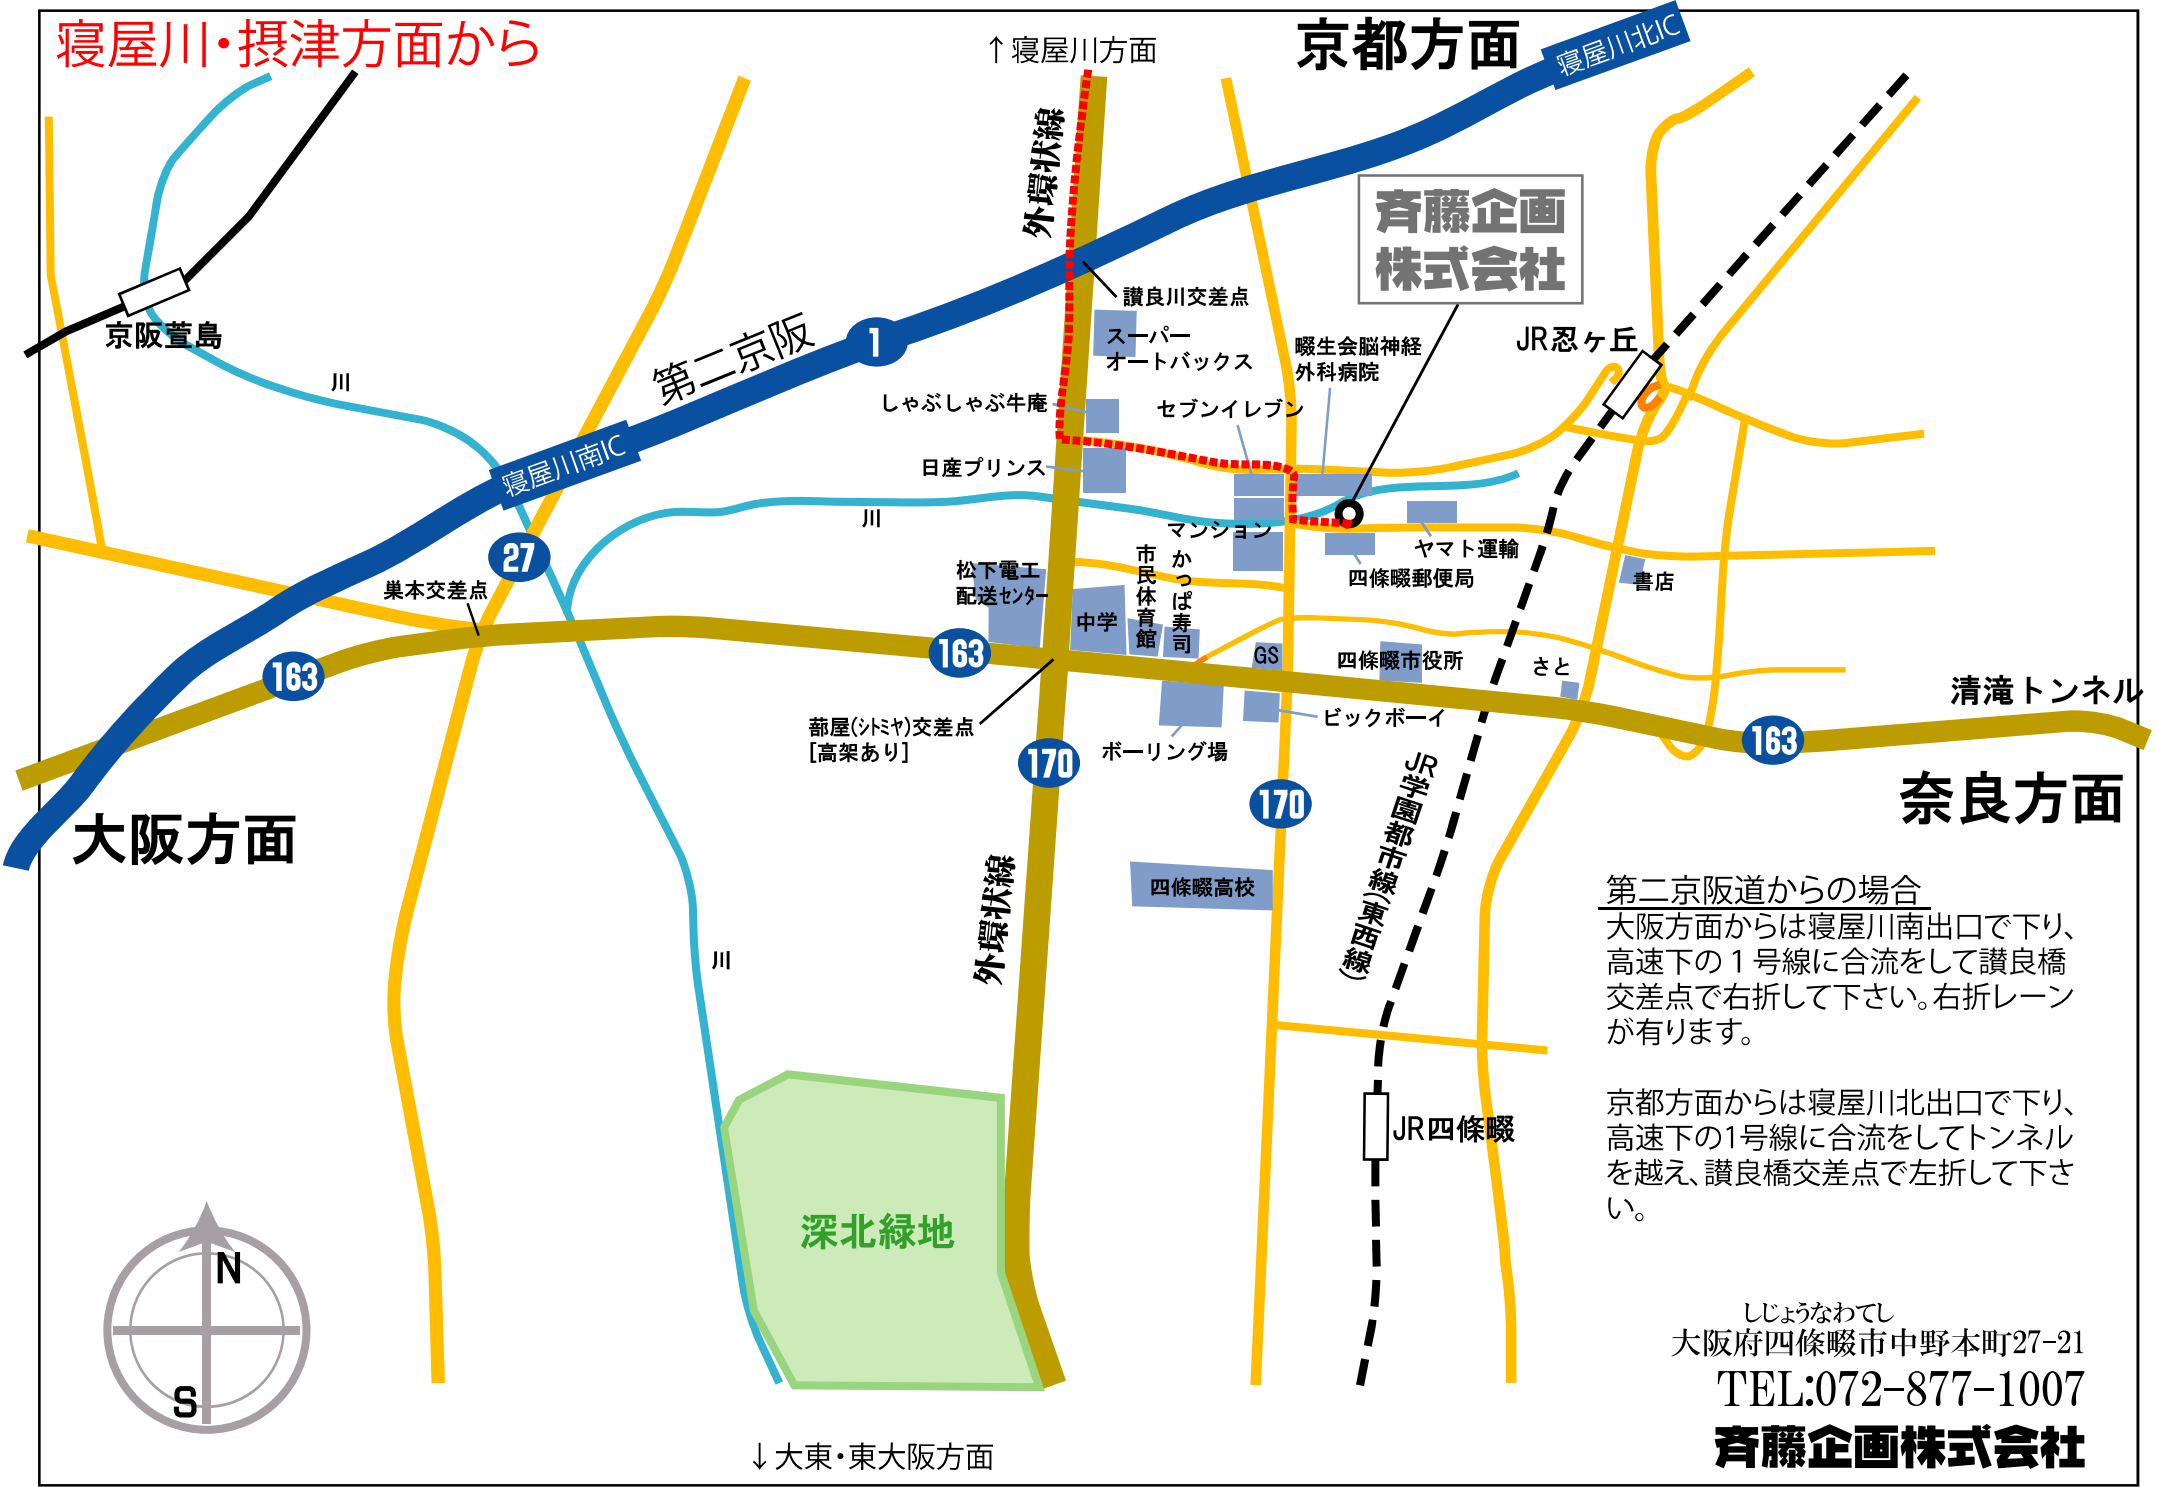 寝屋川・摂津方面から
↑寝屋川方面
京都方面
寝屋川北IC
外環状線
斉藤企画
株式会社
讃良川交差点
スーパー
オートバックス
畷生会脳神経
外科病院
JR忍ヶ丘
京阪萱島
川
第二京阪
1
しゃぶしゃぶ牛庵
セブンイレブン
寝屋川南IC
日産プリンス
川
マンション
ヤマト運輸
27
巣本交差点
松下電工
配送センター
市民体育館
かっぱ寿司
四條畷郵便局
書店
中学
163
163
GS
四條畷市役所
さと
清滝トンネル
蔀屋(シトミヤ)交差点
[高架あり]
ビックボーイ
ボーリング場
170
170
163
JR学園都市線(東西線)
大阪方面
奈良方面
外環状線
四條畷高校
川
第二京阪道からの場合
大阪方面からは寝屋川南出口で下り、
高速下の１号線に合流をして讃良橋
交差点で右折して下さい。右折レーン
が有ります。
京都方面からは寝屋川北出口で下り、
高速下の1号線に合流をしてトンネル
を越え、讃良橋交差点で左折して下さ
い。
JR四條畷
深北緑地
N
S
しじょうなわてし
大阪府四條畷市中野本町27-21
TEL:072-877-1007
斉藤企画株式会社
↓大東・東大阪方面